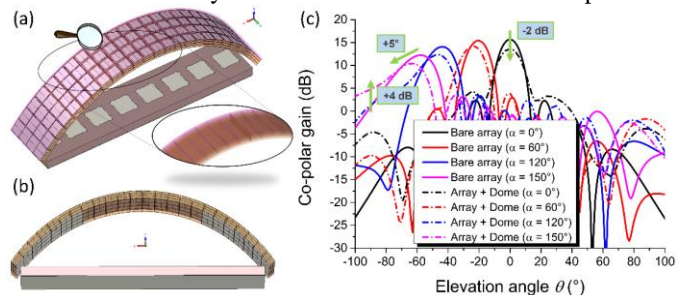 (a)
(b)
(c)
Co-polar gain (dB)
20
15
10
5
0
-5
-10
-15
-20
-25
-30
-2 dB
+5°
+4 dB
Bare array (α = 0°)
Bare array (α = 60°)
Bare array (α = 120°)
Bare array (α = 150°)
Array + Dome (α = 0°)
Array + Dome (α = 60°)
Array + Dome (α = 120°)
Array + Dome (α = 150°)
-100 -80 -60 -40 -20 0 20 40 60 80 100
Elevation angle θ (°)